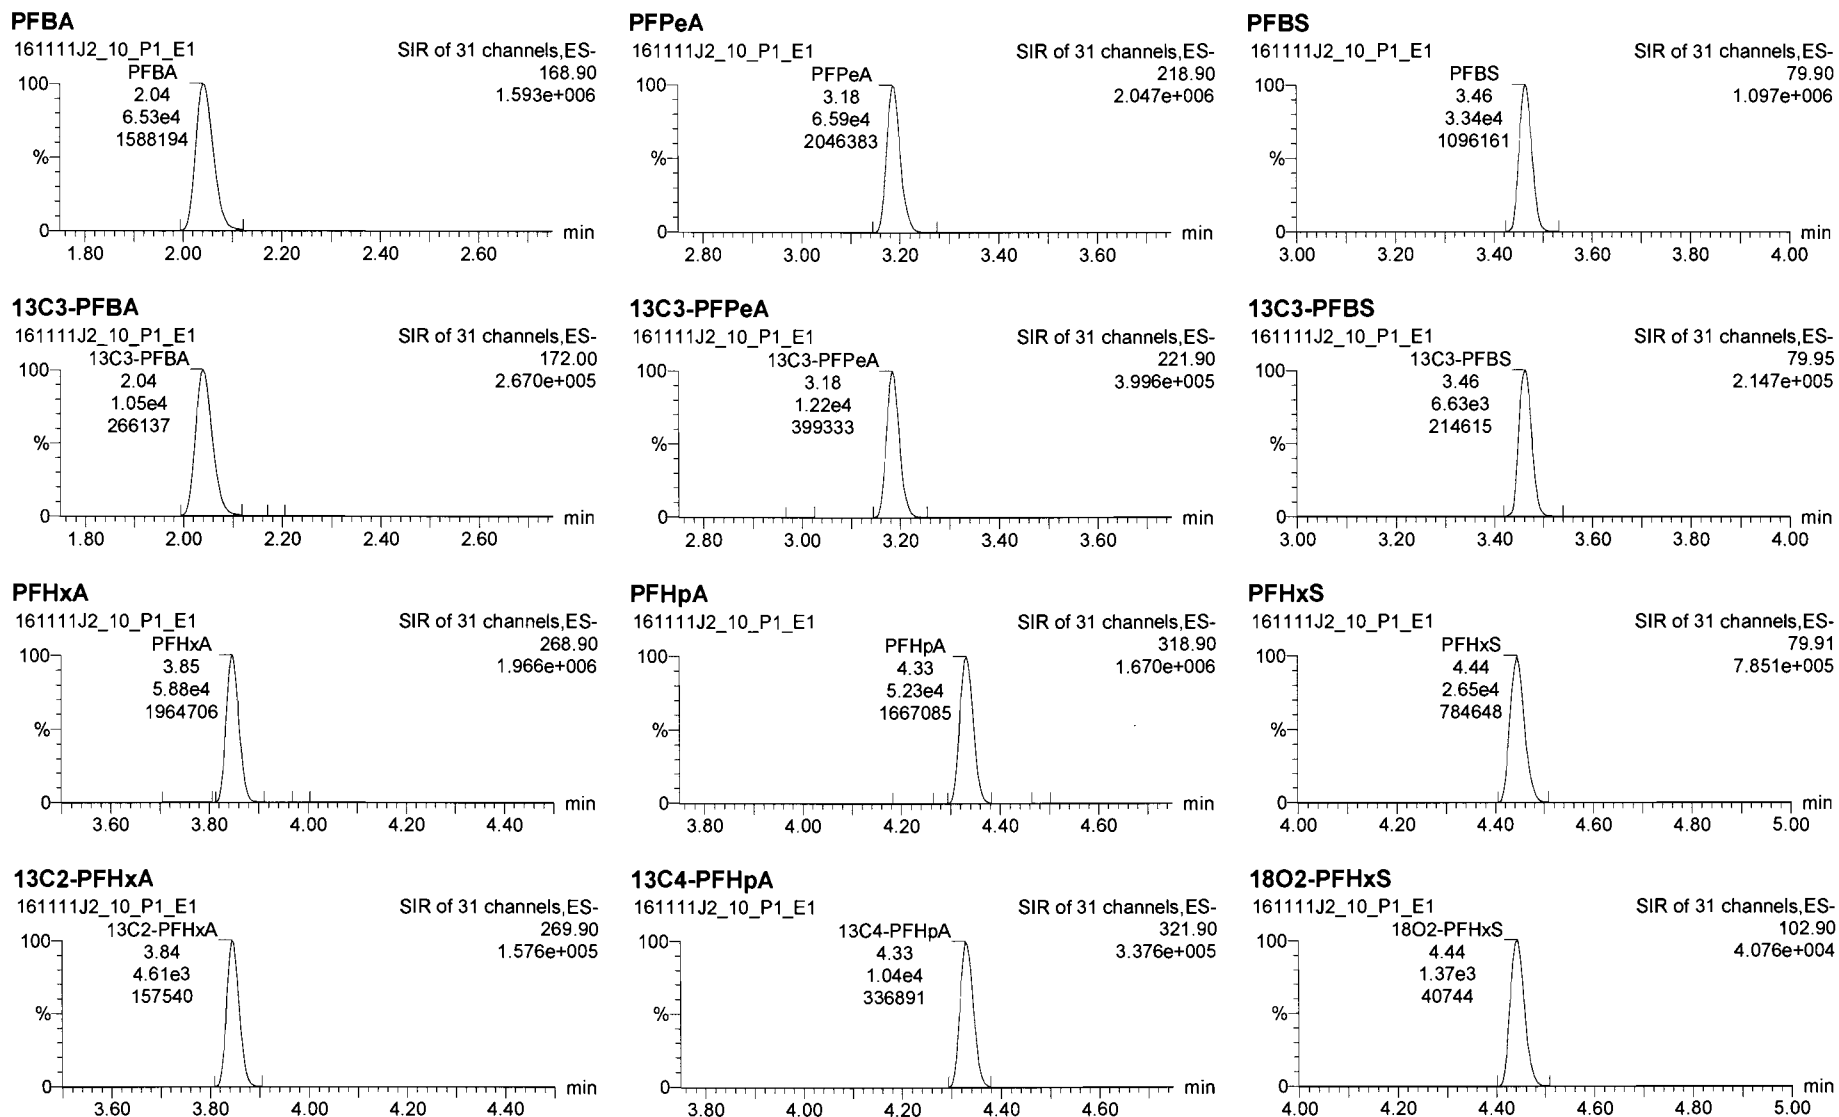 PFBA
161111J2_10_P1_E1
SIR of 31 channels,ES-
168.90
1.593e+006
PFBA
2.04
6.53e4
1588194
100
%
0
min
1.80 2.00 2.20 2.40 2.60
PFPeA
161111J2_10_P1_E1
SIR of 31 channels,ES-
218.90
2.047e+006
PFPeA
3.18
6.59e4
2046383
100
%
0
min
2.80 3.00 3.20 3.40 3.60
PFBS
161111J2_10_P1_E1
SIR of 31 channels,ES-
79.90
1.097e+006
PFBS
3.46
3.34e4
1096161
100
%
0
min
3.00 3.20 3.40 3.60 3.80 4.00
13C3-PFBA
161111J2_10_P1_E1
SIR of 31 channels,ES-
172.00
2.670e+005
13C3-PFBA
2.04
1.05e4
266137
100
%
0
min
1.80 2.00 2.20 2.40 2.60
13C3-PFPeA
161111J2_10_P1_E1
SIR of 31 channels,ES-
221.90
3.996e+005
13C3-PFPeA
3.18
1.22e4
399333
100
%
0
min
2.80 3.00 3.20 3.40 3.60
13C3-PFBS
161111J2_10_P1_E1
SIR of 31 channels,ES-
79.95
2.147e+005
13C3-PFBS
3.46
6.63e3
214615
100
%
0
min
3.00 3.20 3.40 3.60 3.80 4.00
PFHxA
161111J2_10_P1_E1
SIR of 31 channels,ES-
268.90
1.966e+006
PFHxA
3.85
5.88e4
1964706
100
%
0
min
3.60 3.80 4.00 4.20 4.40
PFHpA
161111J2_10_P1_E1
SIR of 31 channels,ES-
318.90
1.670e+006
PFHpA
4.33
5.23e4
1667085
100
%
0
min
3.80 4.00 4.20 4.40 4.60
PFHxS
161111J2_10_P1_E1
SIR of 31 channels,ES-
79.91
7.851e+005
PFHxS
4.44
2.65e4
784648
100
%
0
min
4.00 4.20 4.40 4.60 4.80 5.00
13C2-PFHxA
161111J2_10_P1_E1
SIR of 31 channels,ES-
269.90
1.576e+005
13C2-PFHxA
3.84
4.61e3
157540
100
%
0
min
3.60 3.80 4.00 4.20 4.40
13C4-PFHpA
161111J2_10_P1_E1
SIR of 31 channels,ES-
321.90
3.376e+005
13C4-PFHpA
4.33
1.04e4
336891
100
%
0
min
3.80 4.00 4.20 4.40 4.60
18O2-PFHxS
161111J2_10_P1_E1
SIR of 31 channels,ES-
102.90
4.076e+004
18O2-PFHxS
4.44
1.37e3
40744
100
%
0
min
4.00 4.20 4.40 4.60 4.80 5.00